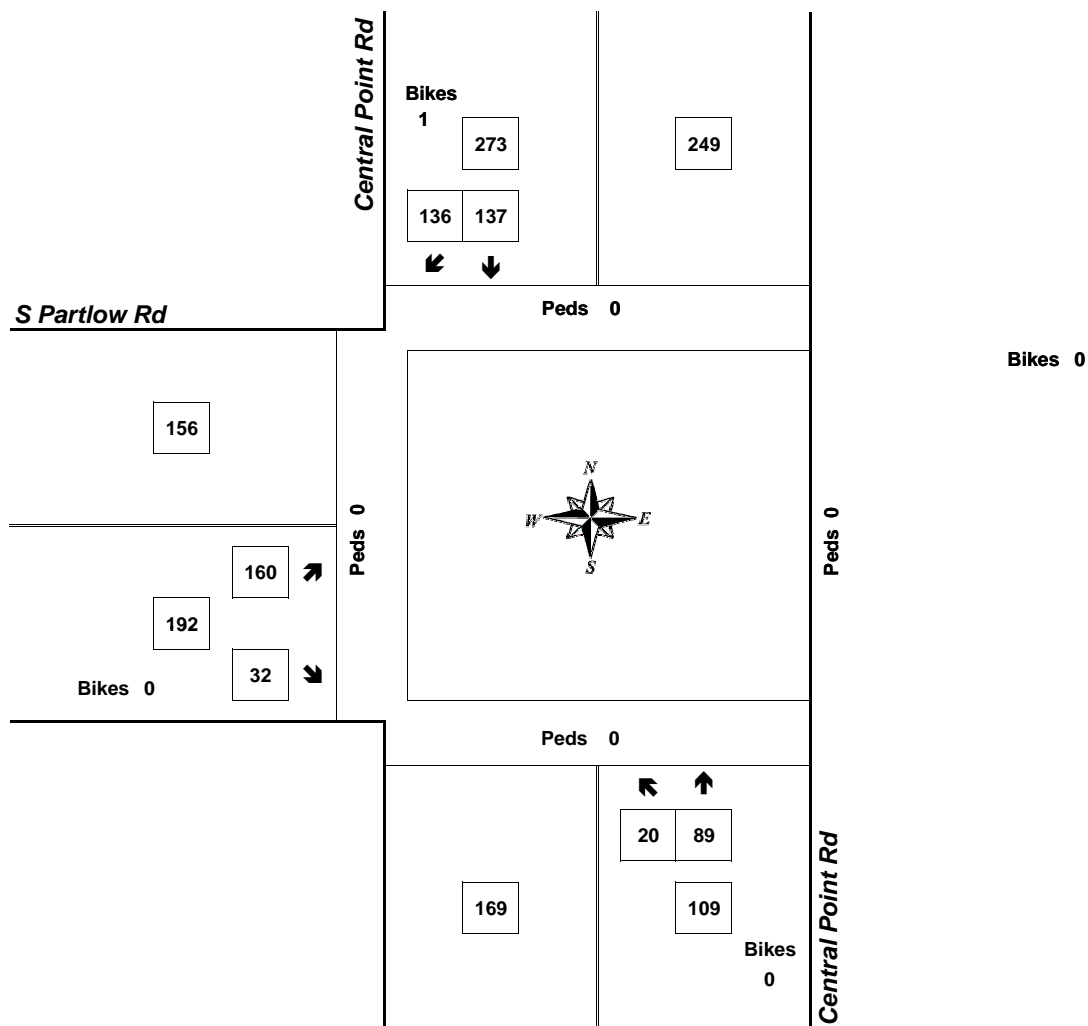 Central Point Rd
Bikes
1
273
249
136 137
Peds 0
S Partlow Rd
Bikes 0
156
N
W E
S
Peds 0
Peds 0
160
192
32
Bikes 0
Peds 0
20 89
169
109
Central Point Rd
Bikes
0